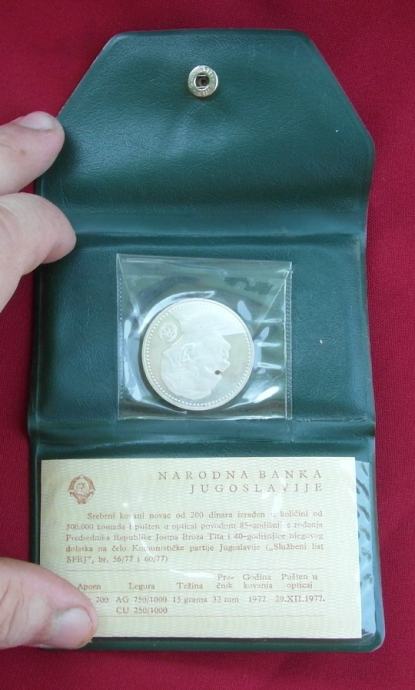 NARODNA BANKA
JUGOSLAVIJE
Srebrni kovani novac od 200 dinara izrađen u količini od
500.000 komada i pušten u opticaj povodom 85-godišnjice rođenja
Predsednika Republike Josipa Broza Tita i 40-godišnjice njegovog
dolaska na čelo Komunističke partije Jugoslavije („Službeni list
SFRJ”, br. 56/77 i 60/77)
Apoen Legura Težina Pre- Godina Pušten u
čnik kovanja opticaj
200 AG 750/1000 15 grama 32 mm 1977 29.XII.1977.
CU 250/1000